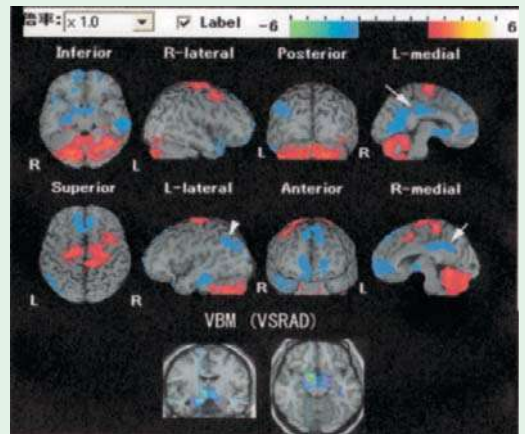 倍率: x 1.0 Label -6 6
Inferior R-lateral Posterior L-medial
R L R
Superior L-lateral Anterior R-medial
L R R L
VBM (VSRAD)